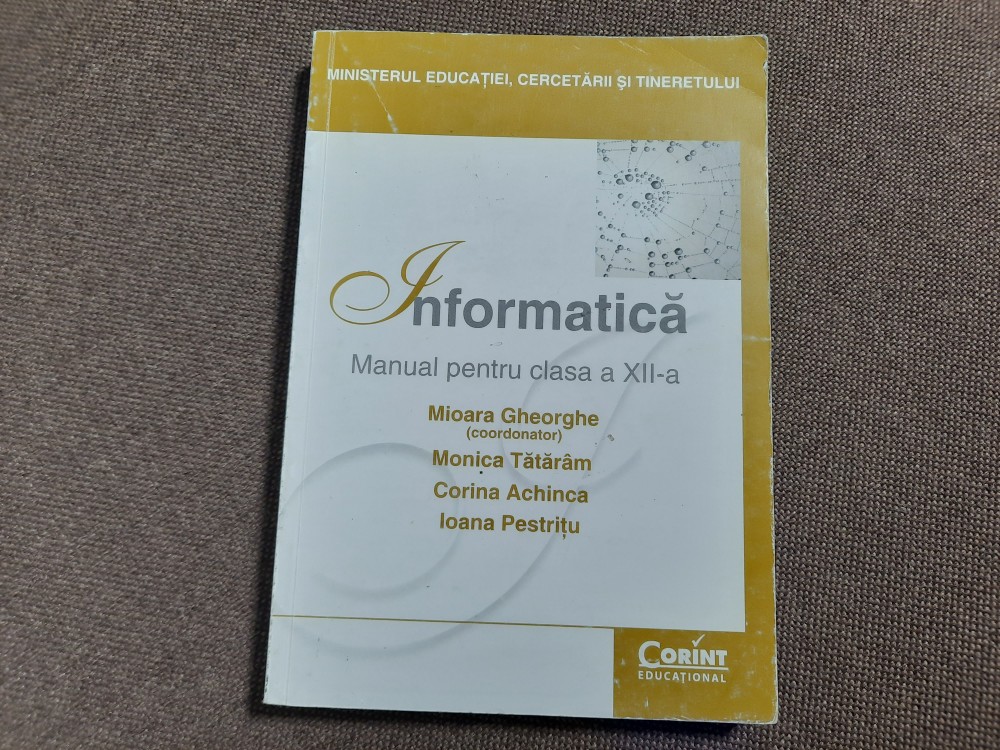 MINISTERUL EDUCAȚIEI, CERCETĂRII ȘI TINERETULUI
Informatică
Manual pentru clasa a XII-a
Mioara Gheorghe
(coordonator)
Monica Tătărâm
Corina Achinca
Ioana Pestrițu
CORINT
EDUCAȚIONAL